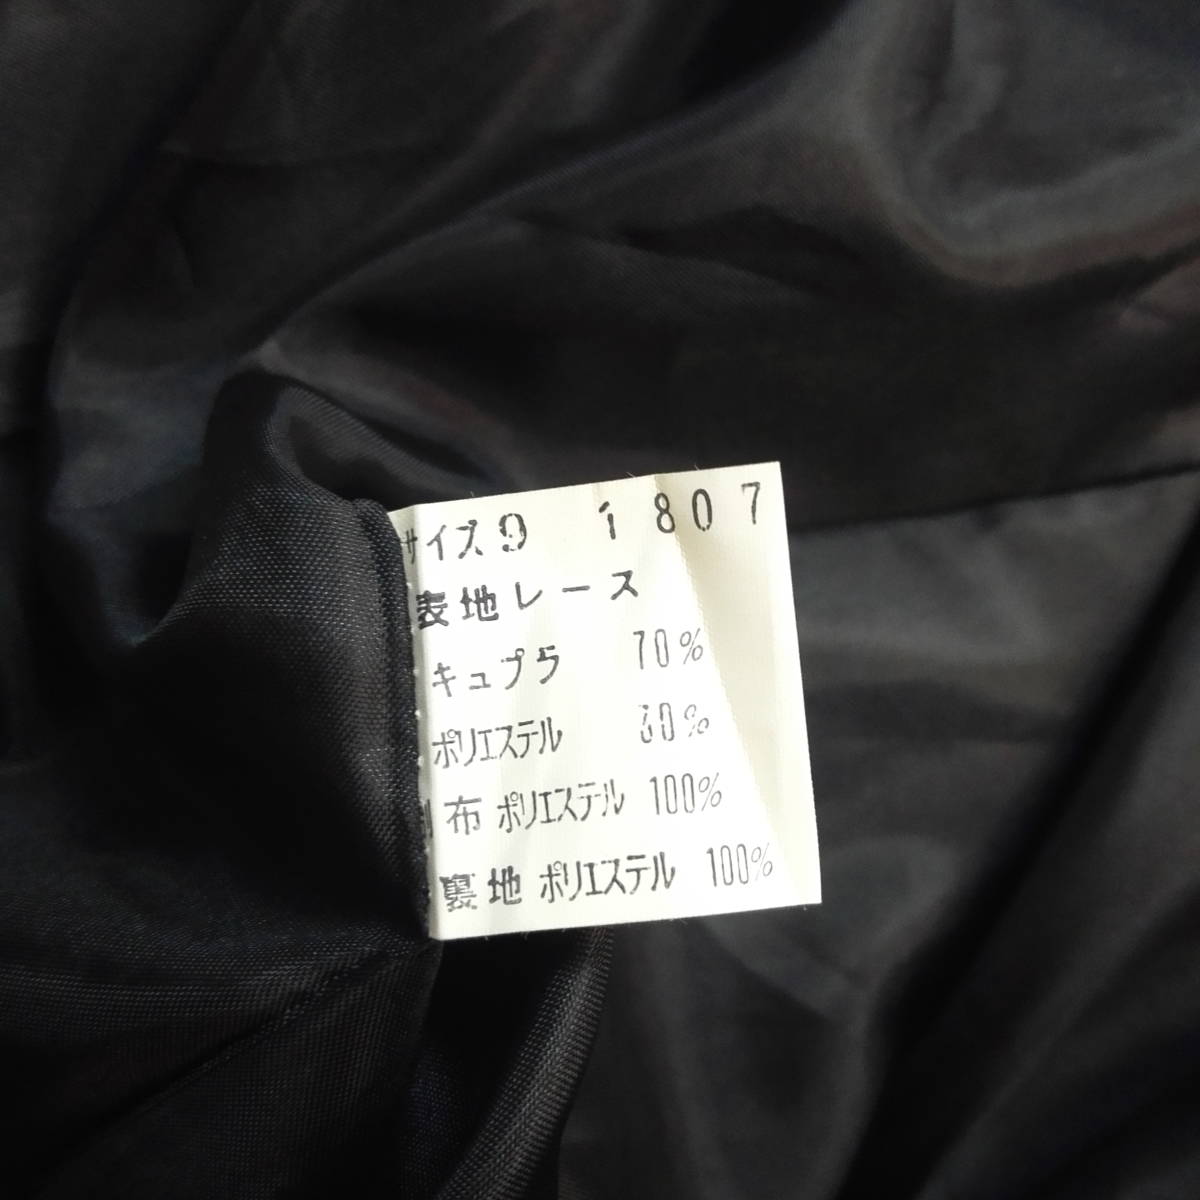 サイズ9 1807
表地レース
キュプラ 70%
ポリエステル 30%
別布 ポリエステル 100%
裏地 ポリエステル 100%